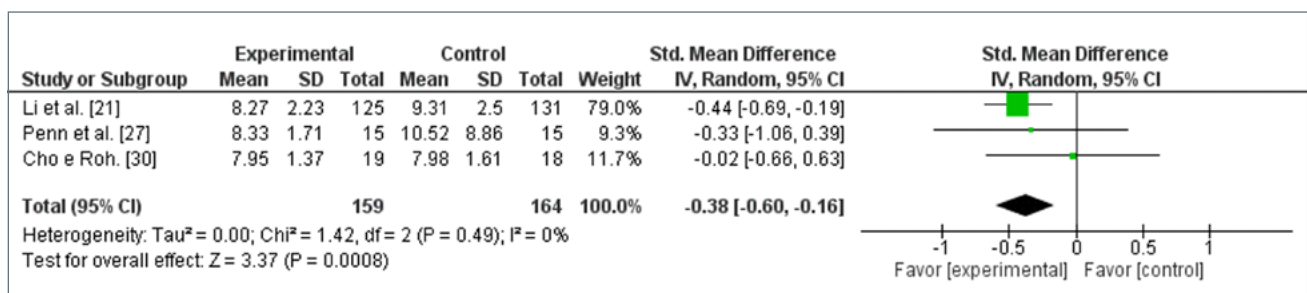 Experimental Control Std. Mean Difference Std. Mean Difference
Study or Subgroup Mean SD Total Mean SD Total Weight IV, Random, 95% CI IV, Random, 95% CI
Li et al. [21] 8.27 2.23 125 9.31 2.5 131 79.0% -0.44 [-0.69, -0.19]
Penn et al. [27] 8.33 1.71 15 10.52 8.86 15 9.3% -0.33 [-1.06, 0.39]
Cho e Roh. [30] 7.95 1.37 19 7.98 1.61 18 11.7% -0.02 [-0.66, 0.63]
Total (95% CI) 159 164 100.0% -0.38 [-0.60, -0.16]
Heterogeneity: Tau² = 0.00; Chi² = 1.42, df = 2 (P = 0.49); I² = 0%
Test for overall effect: Z = 3.37 (P = 0.0008)
-1 -0.5 0 0.5 1
Favor [experimental] Favor [control]